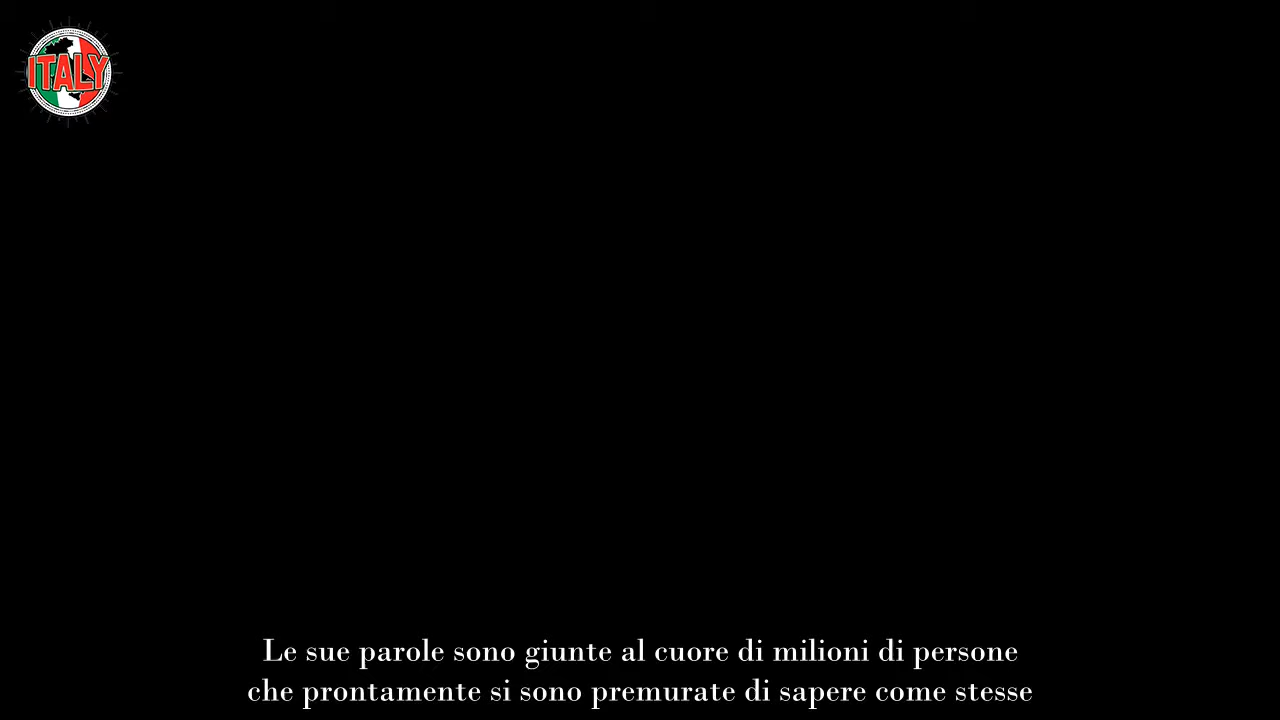 ITALY
Le sue parole sono giunte al cuore di milioni di persone
che prontamente si sono premurate di sapere come stesse